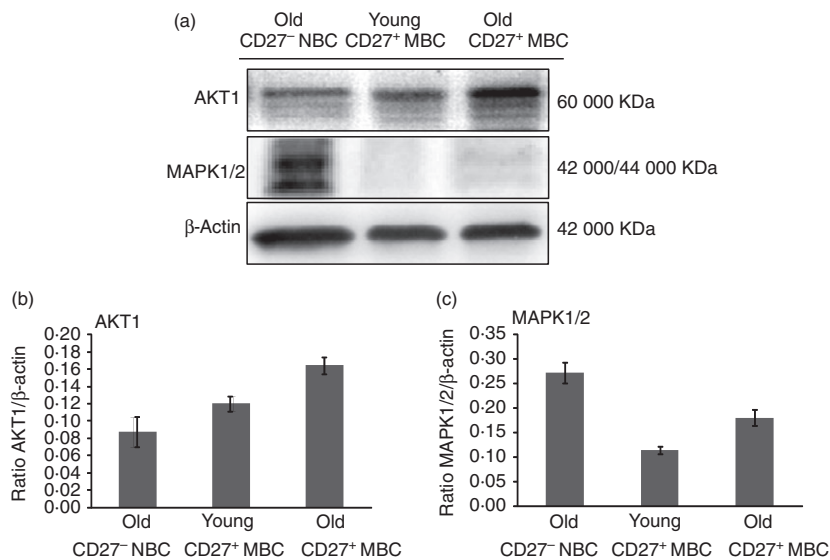 (a)
Old Young Old
CD27⁻ NBC CD27⁺ MBC CD27⁺ MBC
AKT1 60 000 KDa
MAPK1/2 42 000/44 000 KDa
β-Actin 42 000 KDa
(b)
AKT1
Ratio AKT1/β-actin
0·20
0·18
0·16
0·14
0·12
0·10
0·08
0·06
0·04
0·02
0·00
Old Young Old
CD27⁻ NBC CD27⁺ MBC CD27⁺ MBC
(c)
MAPK1/2
Ratio MAPK1/2/β-actin
0·35
0·30
0·25
0·20
0·15
0·10
0·05
0·00
Old Young Old
CD27⁻ NBC CD27⁺ MBC CD27⁺ MBC